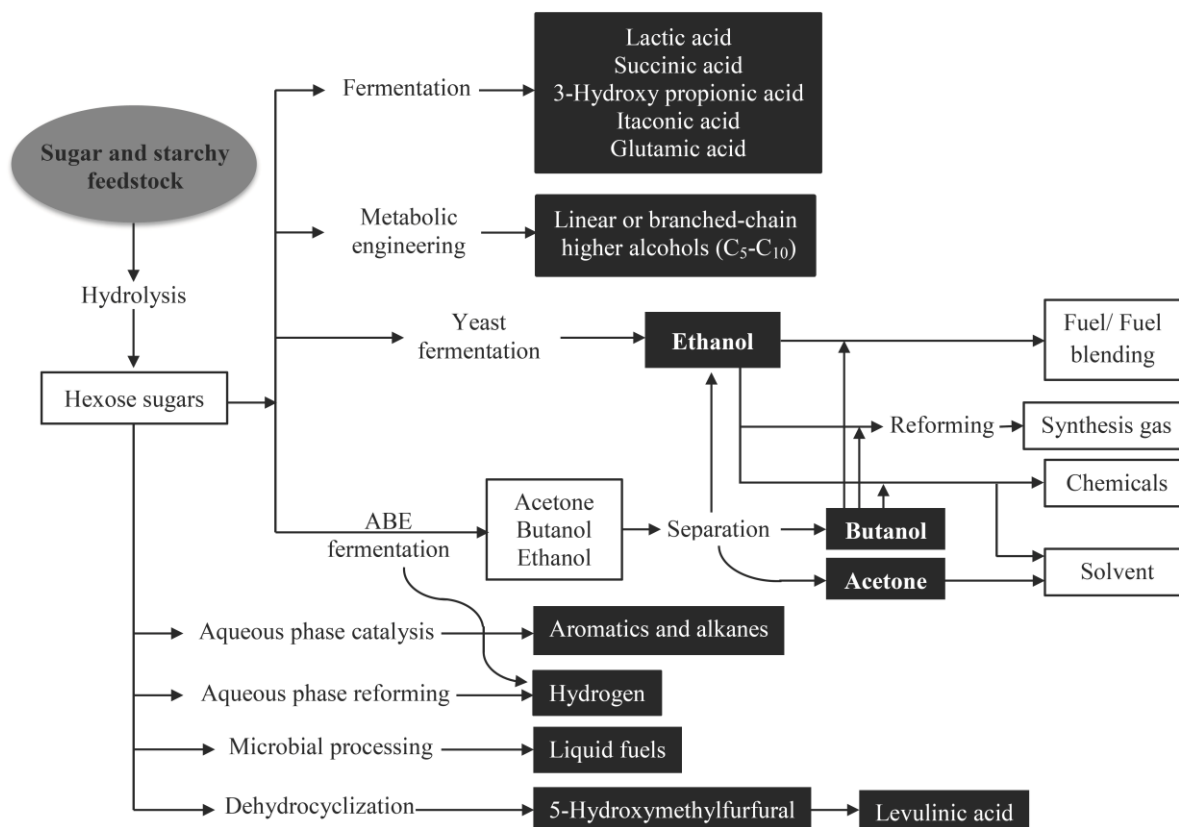 Lactic acid
Succinic acid
3-Hydroxy propionic acid
Itaconic acid
Glutamic acid
Fermentation
Sugar and starchy
feedstock
Metabolic
engineering
Linear or branched-chain
higher alcohols (C₅-C₁₀)
Hydrolysis
Yeast
fermentation
Ethanol
Fuel/ Fuel
blending
Hexose sugars
Reforming
Synthesis gas
Chemicals
ABE
fermentation
Acetone
Butanol
Ethanol
Separation
Butanol
Acetone
Solvent
Aqueous phase catalysis
Aromatics and alkanes
Aqueous phase reforming
Hydrogen
Microbial processing
Liquid fuels
Dehydrocyclization
5-Hydroxymethylfurfural
Levulinic acid